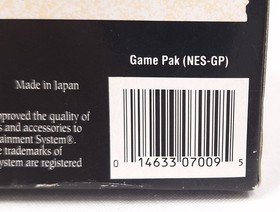 Game Pak (NES-GP)
Made in Japan
pproved the quality of
s and accessories to
tainment System®.
e trademarks of
ystem are registered
0 14633 07009 5